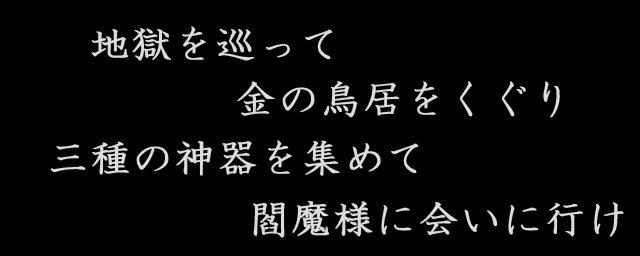 地獄を巡って
金の鳥居をくぐり
三種の神器を集めて
閻魔様に会いに行け